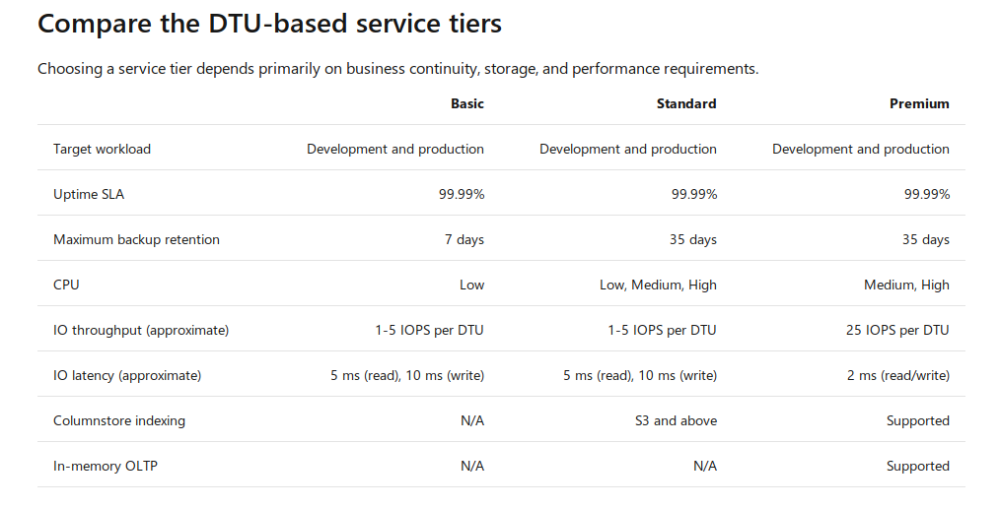 Compare the DTU-based service tiers
Choosing a service tier depends primarily on business continuity, storage, and performance requirements.
Basic Standard Premium
Target workload Development and production Development and production Development and production
Uptime SLA 99.99% 99.99% 99.99%
Maximum backup retention 7 days 35 days 35 days
CPU Low Low, Medium, High Medium, High
IO throughput (approximate) 1-5 IOPS per DTU 1-5 IOPS per DTU 25 IOPS per DTU
IO latency (approximate) 5 ms (read), 10 ms (write) 5 ms (read), 10 ms (write) 2 ms (read/write)
Columnstore indexing N/A S3 and above Supported
In-memory OLTP N/A N/A Supported